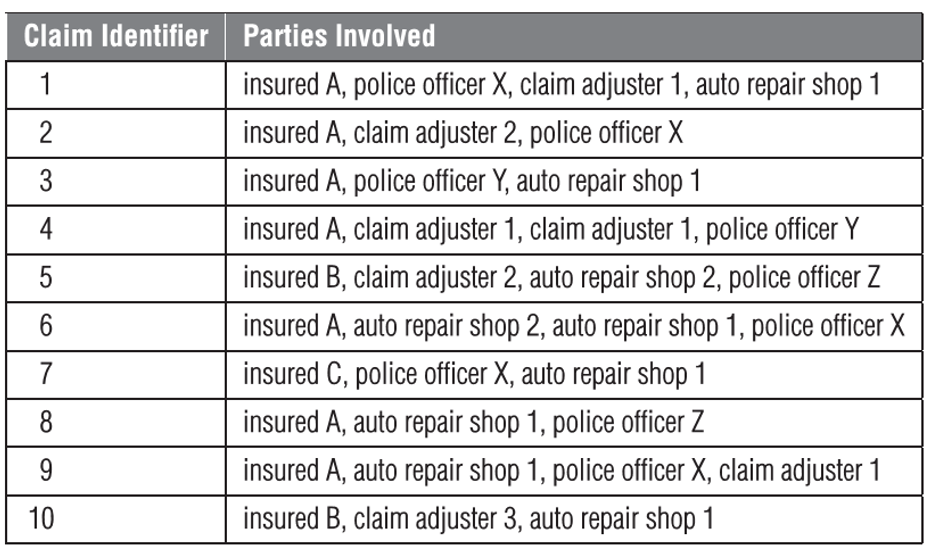 Claim Identifier Parties Involved
1 insured A, police officer X, claim adjuster 1, auto repair shop 1
2 insured A, claim adjuster 2, police officer X
3 insured A, police officer Y, auto repair shop 1
4 insured A, claim adjuster 1, claim adjuster 1, police officer Y
5 insured B, claim adjuster 2, auto repair shop 2, police officer Z
6 insured A, auto repair shop 2, auto repair shop 1, police officer X
7 insured C, police officer X, auto repair shop 1
8 insured A, auto repair shop 1, police officer Z
9 insured A, auto repair shop 1, police officer X, claim adjuster 1
10 insured B, claim adjuster 3, auto repair shop 1